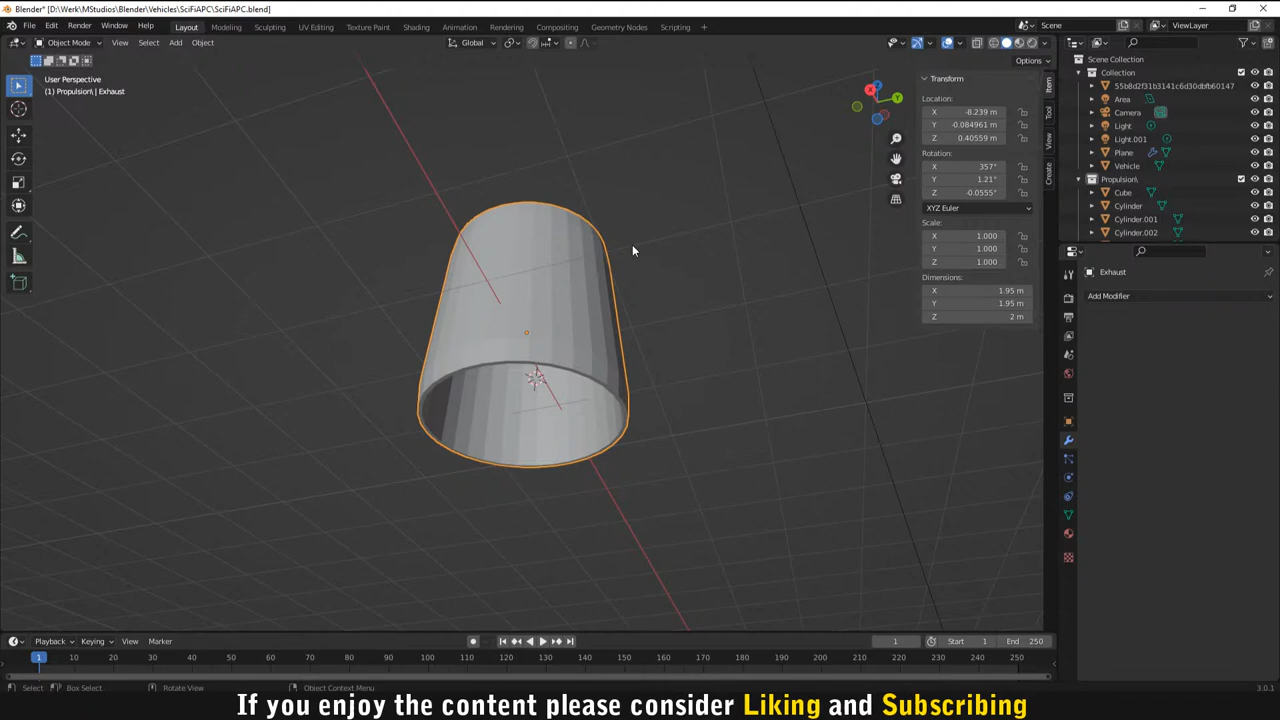 Blender* [D:\Werk\MStudios\Blender\Vehicles\SciFiAPC\SciFiAPC.blend]
File Edit Render Window Help Layout Modeling Sculpting UV Editing Texture Paint Shading Animation Rendering Compositing Geometry Nodes Scripting Scene ViewLayer
Object Mode View Select Add Object Global
Options
User Perspective
(1) Propulsion\ | Exhaust
Transform
Location:
X -8.239 m
Y -0.084961 m
Z 0.40559 m
Rotation:
X 357°
Y 1.21°
Z -0.0555°
XYZ Euler
Scale:
X 1.000
Y 1.000
Z 1.000
Dimensions:
X 1.95 m
Y 1.95 m
Z 2 m
Item
Tool
View
Create
X
Y
Z
Scene Collection
Collection
55b8d2f31b3141c6d30dbfb60147
Area
Camera
Light
Light.001
Plane
Vehicle
Propulsion\
Cube
Cylinder
Cylinder.001
Cylinder.002
Exhaust
Add Modifier
Playback Keying View Marker 1 Start 1 End 250
1 10 20 30 40 50 60 70 80 90 100 110 120 130 140 150 160 170 180 190 200 210 220 230 240 250
Select Box Select Rotate View Object Context Menu 3.0.1
If you enjoy the content please consider Liking and Subscribing